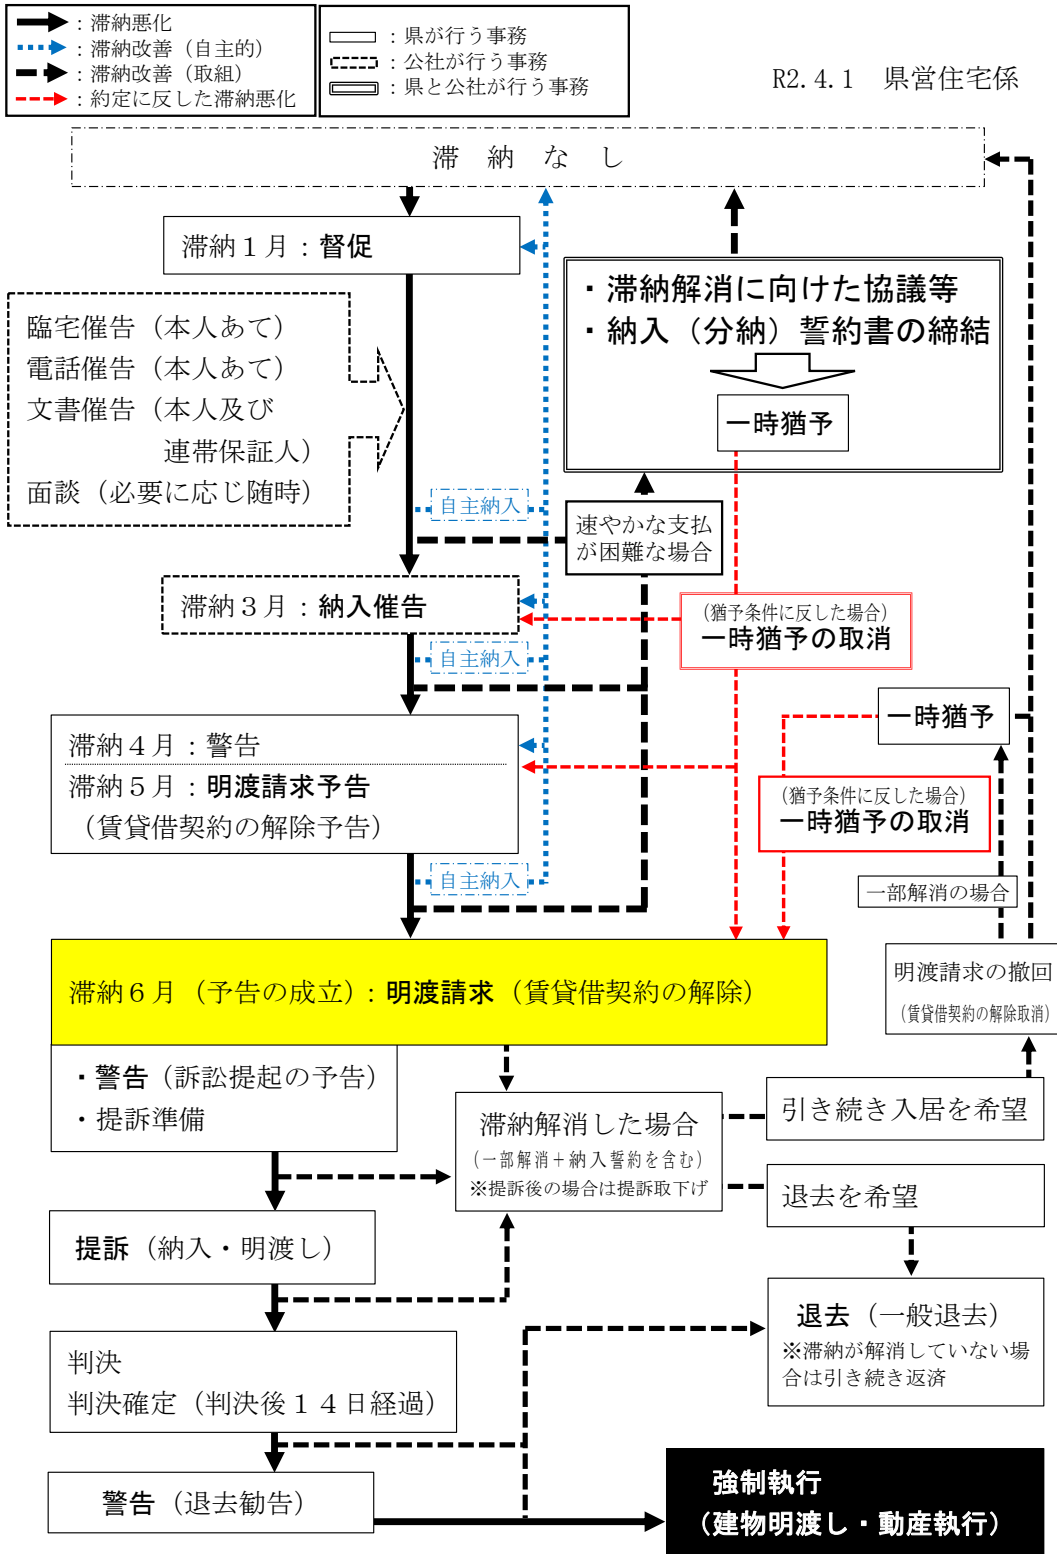 ：滞納悪化
：滞納改善（自主的）
：滞納改善（取組）
：約定に反した滞納悪化
：県が行う事務
：公社が行う事務
：県と公社が行う事務
R2.4.1　県営住宅係
滞　納　な　し
滞納１月：督促
臨宅催告（本人あて）
電話催告（本人あて）
文書催告（本人及び
連帯保証人）
面談（必要に応じ随時）
・滞納解消に向けた協議等
・納入（分納）誓約書の締結
一時猶予
自主納入
速やかな支払
が困難な場合
滞納３月：納入催告
（猶予条件に反した場合）
一時猶予の取消
自主納入
一時猶予
滞納４月：警告
滞納５月：明渡請求予告
（賃貸借契約の解除予告）
（猶予条件に反した場合）
一時猶予の取消
自主納入
一部解消の場合
滞納６月（予告の成立）：明渡請求（賃貸借契約の解除）
明渡請求の撤回
（賃貸借契約の解除取消）
・警告（訴訟提起の予告）
・提訴準備
滞納解消した場合
（一部解消＋納入誓約を含む）
※提訴後の場合は提訴取下げ
引き続き入居を希望
退去を希望
提訴（納入・明渡し）
退去（一般退去）
※滞納が解消していない場
合は引き続き返済
判決
判決確定（判決後１４日経過）
警告（退去勧告）
強制執行
（建物明渡し・動産執行）